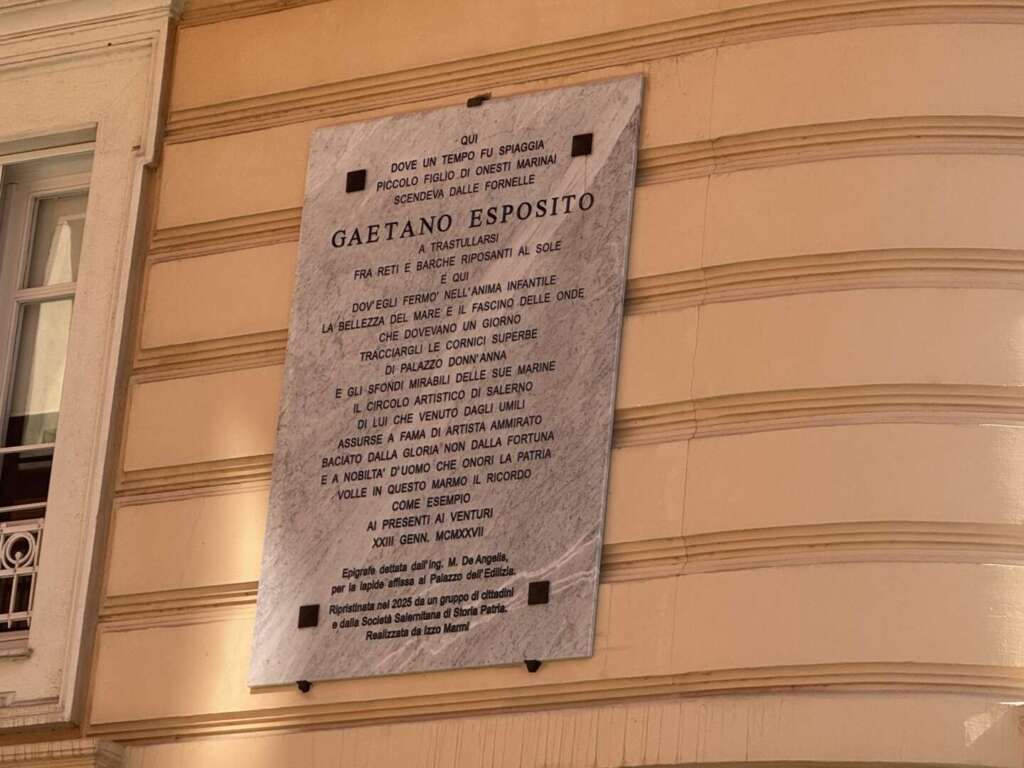 QUI
DOVE UN TEMPO FU SPIAGGIA
PICCOLO FIGLIO DI ONESTI MARINAI
SCENDEVA DALLE FORNELLE
GAETANO ESPOSITO
A TRASTULLARSI
FRA RETI E BARCHE RIPOSANTI AL SOLE
E QUI
DOV'EGLI FERMO' NELL'ANIMA INFANTILE
LA BELLEZZA DEL MARE E IL FASCINO DELLE ONDE
CHE DOVEVANO UN GIORNO
TRACCIARGLI LE CORNICI SUPERBE
DI PALAZZO DONN'ANNA
E GLI SFONDI MIRABILI DELLE SUE MARINE
IL CIRCOLO ARTISTICO DI SALERNO
DI LUI CHE VENUTO DAGLI UMILI
ASSURSE A FAMA DI ARTISTA AMMIRATO
BACIATO DALLA GLORIA NON DALLA FORTUNA
E A NOBILTA' D'UOMO CHE ONORI LA PATRIA
VOLLE IN QUESTO MARMO IL RICORDO
COME ESEMPIO
AI PRESENTI AI VENTURI
XXIII GENN. MCMXXVII
Epigrafe dettata dall'ing. M. De Angelis,
per la lapide affissa al Palazzo dell'Edilizia.
Ripristinata nel 2025 da un gruppo di cittadini
e dalla Società Salernitana di Storia Patria.
Realizzata da Izzo Marmi